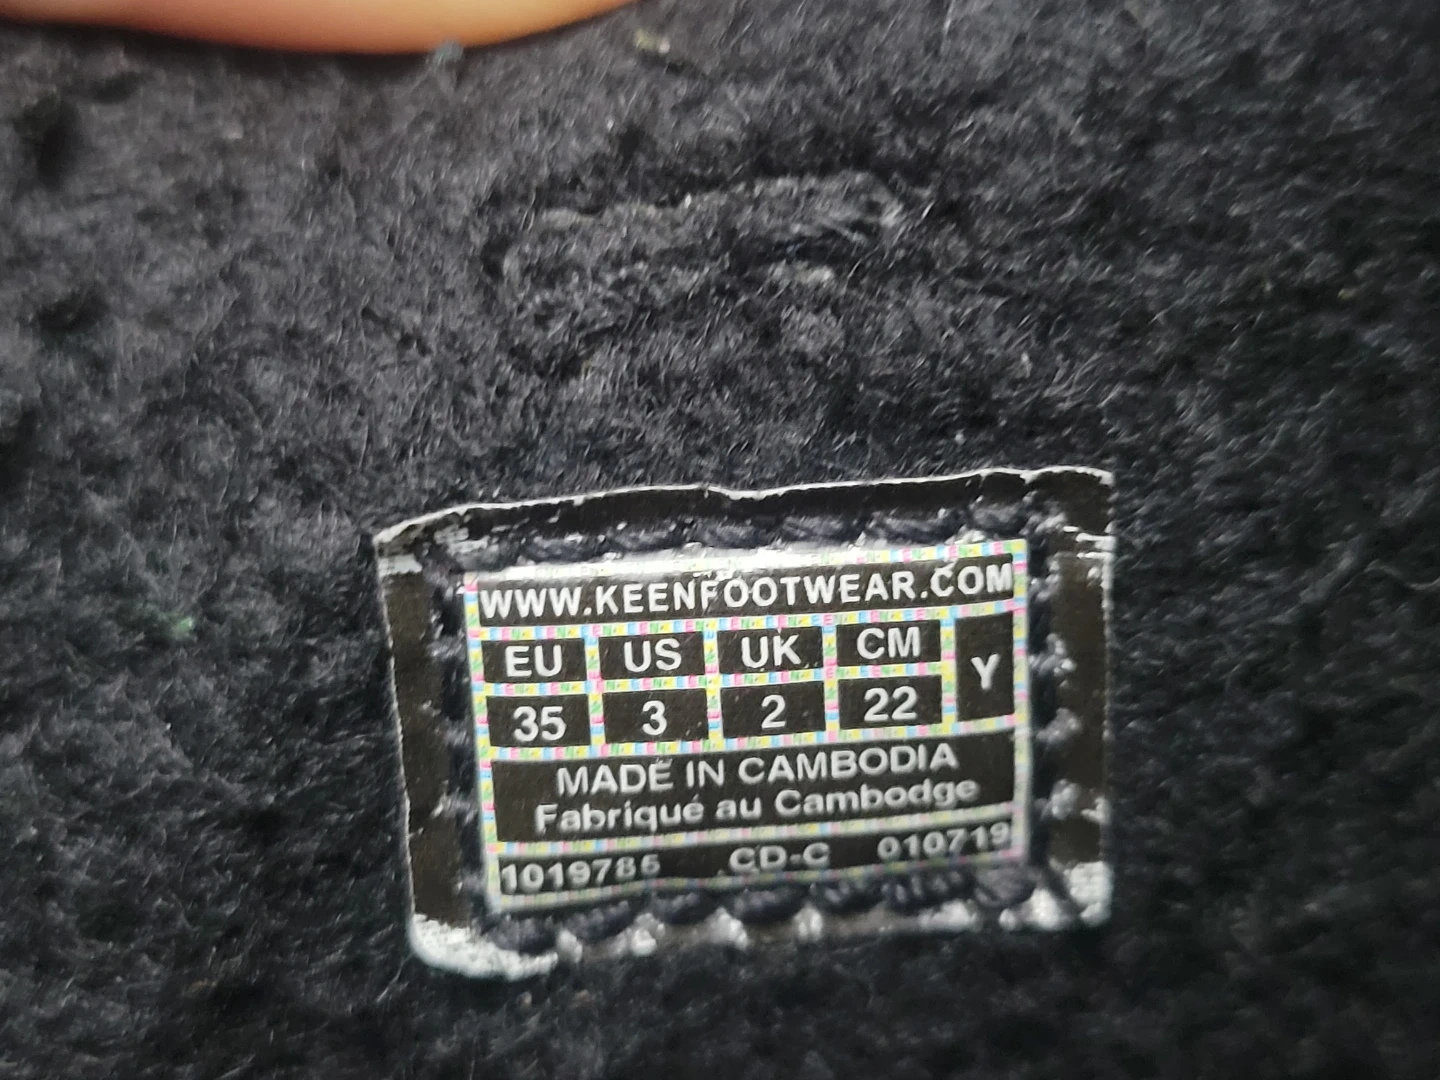 WWW.KEENFOOTWEAR.COM
EU US UK CM Y
35 3 2 22
MADE IN CAMBODIA
Fabriqué au Cambodge
1019785 CD-C 010719